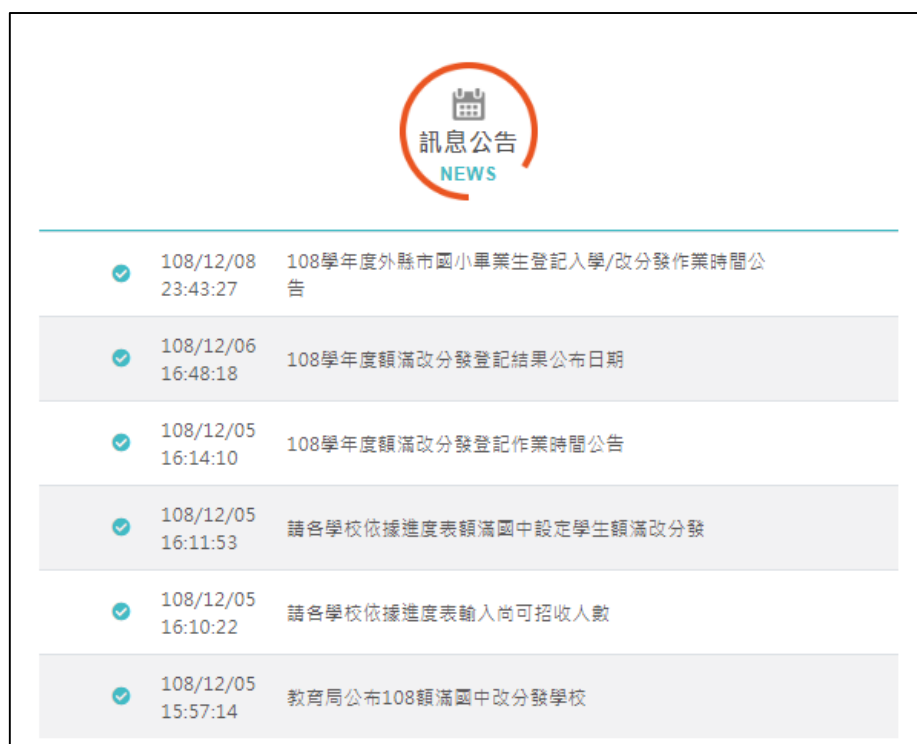 訊息公告
NEWS
108/12/08
23:43:27
108學年度外縣市國小畢業生登記入學/改分發作業時間公
告
108/12/06
16:48:18
108學年度額滿改分發登記結果公布日期
108/12/05
16:14:10
108學年度額滿改分發登記作業時間公告
108/12/05
16:11:53
請各學校依據進度表額滿國中設定學生額滿改分發
108/12/05
16:10:22
請各學校依據進度表輸入尚可招收人數
108/12/05
15:57:14
教育局公布108額滿國中改分發學校